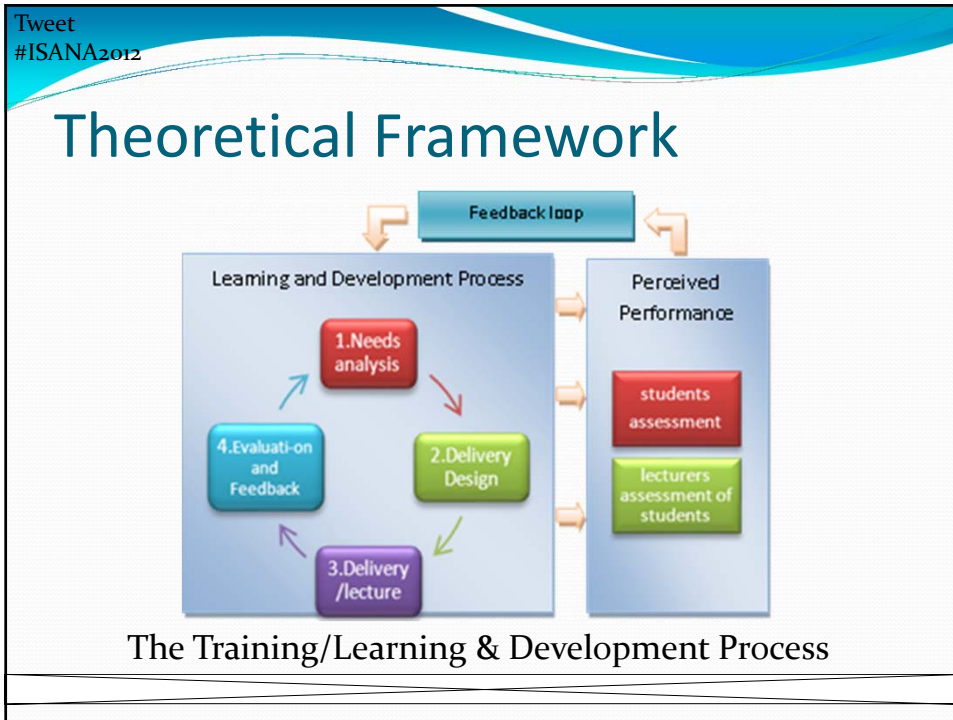 Tweet
#ISANA2012
Theoretical Framework
Feedback loop
Learning and Development Process
1.Needs
analysis
2.Delivery
Design
3.Delivery
/lecture
4.Evaluati-on
and
Feedback
Perceived
Performance
students
assessment
lecturers
assessment of
students
The Training/Learning & Development Process